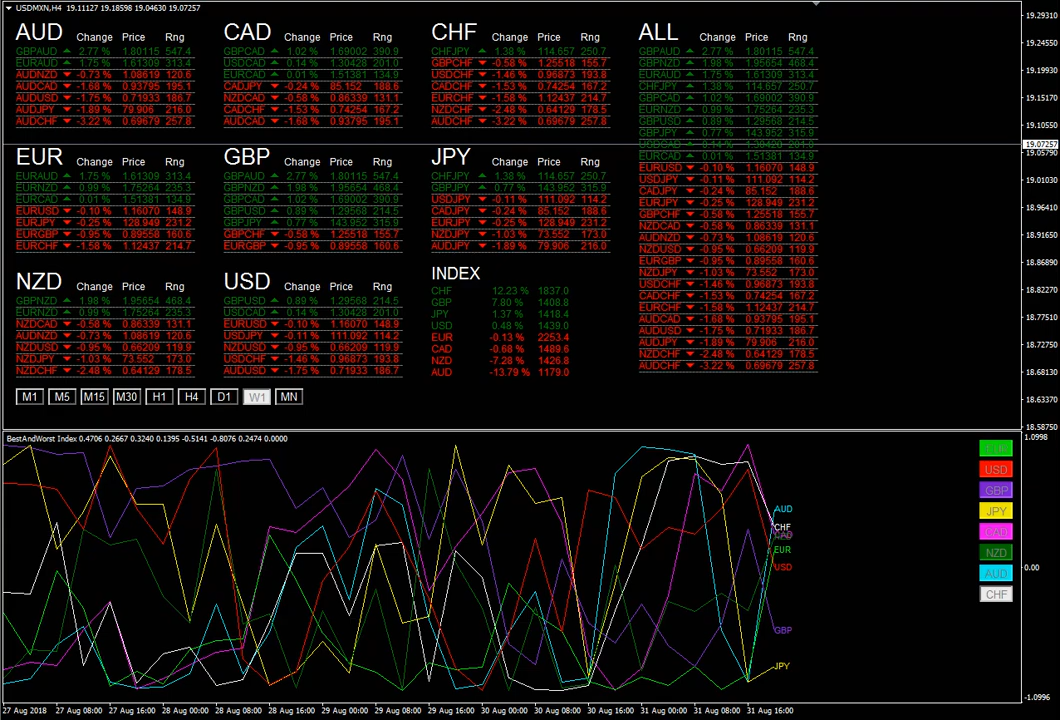 USDMXN,H4 19.11127 19.18598 19.04630 19.07257
AUD Change Price Rng
GBPAUD 2.77 % 1.80115 547.4
EURAUD 1.75 % 1.61309 313.4
AUDNZD -0.73 % 1.08619 120.6
AUDCAD -1.68 % 0.93795 195.1
AUDUSD -1.75 % 0.71933 186.7
AUDJPY -1.89 % 79.906 216.0
AUDCHF -3.22 % 0.69679 257.8
CAD Change Price Rng
GBPCAD 1.02 % 1.69002 390.9
USDCAD 0.14 % 1.30428 201.0
EURCAD 0.01 % 1.51381 134.9
CADJPY -0.24 % 85.152 188.6
NZDCAD -0.58 % 0.86339 131.1
CADCHF -1.53 % 0.74254 167.2
AUDCAD -1.68 % 0.93795 195.1
CHF Change Price Rng
CHFJPY 1.38 % 114.657 250.7
GBPCHF -0.58 % 1.25518 155.7
USDCHF -1.46 % 0.96873 193.8
CADCHF -1.53 % 0.74254 167.2
EURCHF -1.58 % 1.12437 214.7
NZDCHF -2.48 % 0.64129 178.5
AUDCHF -3.22 % 0.69679 257.8
ALL Change Price Rng
GBPAUD 2.77 % 1.80115 547.4
GBPNZD 1.98 % 1.95654 468.4
EURAUD 1.75 % 1.61309 313.4
CHFJPY 1.38 % 114.657 250.7
GBPCAD 1.02 % 1.69002 390.9
EURNZD 0.99 % 1.75264 235.3
GBPUSD 0.89 % 1.29568 214.5
GBPJPY 0.77 % 143.952 315.9
USDCAD 0.14 % 1.30428 201.0
EURCAD 0.01 % 1.51381 134.9
EURUSD -0.10 % 1.16070 148.9
USDJPY -0.11 % 111.092 114.2
CADJPY -0.24 % 85.152 188.6
EURJPY -0.25 % 128.949 231.2
GBPCHF -0.58 % 1.25518 155.7
NZDCAD -0.58 % 0.86339 131.1
AUDNZD -0.73 % 1.08619 120.6
NZDUSD -0.95 % 0.66209 119.9
EURGBP -0.95 % 0.89558 160.6
NZDJPY -1.03 % 73.552 173.0
USDCHF -1.46 % 0.96873 193.8
CADCHF -1.53 % 0.74254 167.2
EURCHF -1.58 % 1.12437 214.7
AUDCAD -1.68 % 0.93795 195.1
AUDUSD -1.75 % 0.71933 186.7
AUDJPY -1.89 % 79.906 216.0
NZDCHF -2.48 % 0.64129 178.5
AUDCHF -3.22 % 0.69679 257.8
EUR Change Price Rng
EURAUD 1.75 % 1.61309 313.4
EURNZD 0.99 % 1.75264 235.3
EURCAD 0.01 % 1.51381 134.9
EURUSD -0.10 % 1.16070 148.9
EURJPY -0.25 % 128.949 231.2
EURGBP -0.95 % 0.89558 160.6
EURCHF -1.58 % 1.12437 214.7
GBP Change Price Rng
GBPAUD 2.77 % 1.80115 547.4
GBPNZD 1.98 % 1.95654 468.4
GBPCAD 1.02 % 1.69002 390.9
GBPUSD 0.89 % 1.29568 214.5
GBPJPY 0.77 % 143.952 315.9
GBPCHF -0.58 % 1.25518 155.7
EURGBP -0.95 % 0.89558 160.6
JPY Change Price Rng
CHFJPY 1.38 % 114.657 250.7
GBPJPY 0.77 % 143.952 315.9
USDJPY -0.11 % 111.092 114.2
CADJPY -0.24 % 85.152 188.6
EURJPY -0.25 % 128.949 231.2
NZDJPY -1.03 % 73.552 173.0
AUDJPY -1.89 % 79.906 216.0
NZD Change Price Rng
GBPNZD 1.98 % 1.95654 468.4
EURNZD 0.99 % 1.75264 235.3
NZDCAD -0.58 % 0.86339 131.1
AUDNZD -0.73 % 1.08619 120.6
NZDUSD -0.95 % 0.66209 119.9
NZDJPY -1.03 % 73.552 173.0
NZDCHF -2.48 % 0.64129 178.5
USD Change Price Rng
GBPUSD 0.89 % 1.29568 214.5
USDCAD 0.14 % 1.30428 201.0
EURUSD -0.10 % 1.16070 148.9
USDJPY -0.11 % 111.092 114.2
NZDUSD -0.95 % 0.66209 119.9
USDCHF -1.46 % 0.96873 193.8
AUDUSD -1.75 % 0.71933 186.7
INDEX
CHF 12.23 % 1837.0
GBP 7.80 % 1408.8
JPY 1.37 % 1418.4
USD 0.48 % 1439.0
EUR -0.13 % 2253.4
CAD -0.68 % 1489.6
NZD -7.28 % 1426.8
AUD -13.79 % 1179.0
M1 M5 M15 M30 H1 H4 D1 W1 MN
19.29310
19.24550
19.19930
19.15170
19.10550
19.07257
19.05790
19.01030
18.96410
18.91650
18.86890
18.82270
18.77510
18.72750
18.68130
18.63370
18.58750
BestAndWorst Index 0.4706 0.2667 0.3240 0.1395 -0.5141 -0.8076 0.2474 0.0000
1.0998
0.00
-1.0996
USD
GBP
JPY
CAD
NZD
AUD
CHF
AUD
CHF
CAD
EUR
USD
GBP
JPY
27 Aug 2018 27 Aug 08:00 27 Aug 16:00 28 Aug 00:00 28 Aug 08:00 28 Aug 16:00 29 Aug 00:00 29 Aug 08:00 29 Aug 16:00 30 Aug 00:00 30 Aug 08:00 30 Aug 16:00 31 Aug 00:00 31 Aug 08:00 31 Aug 16:00